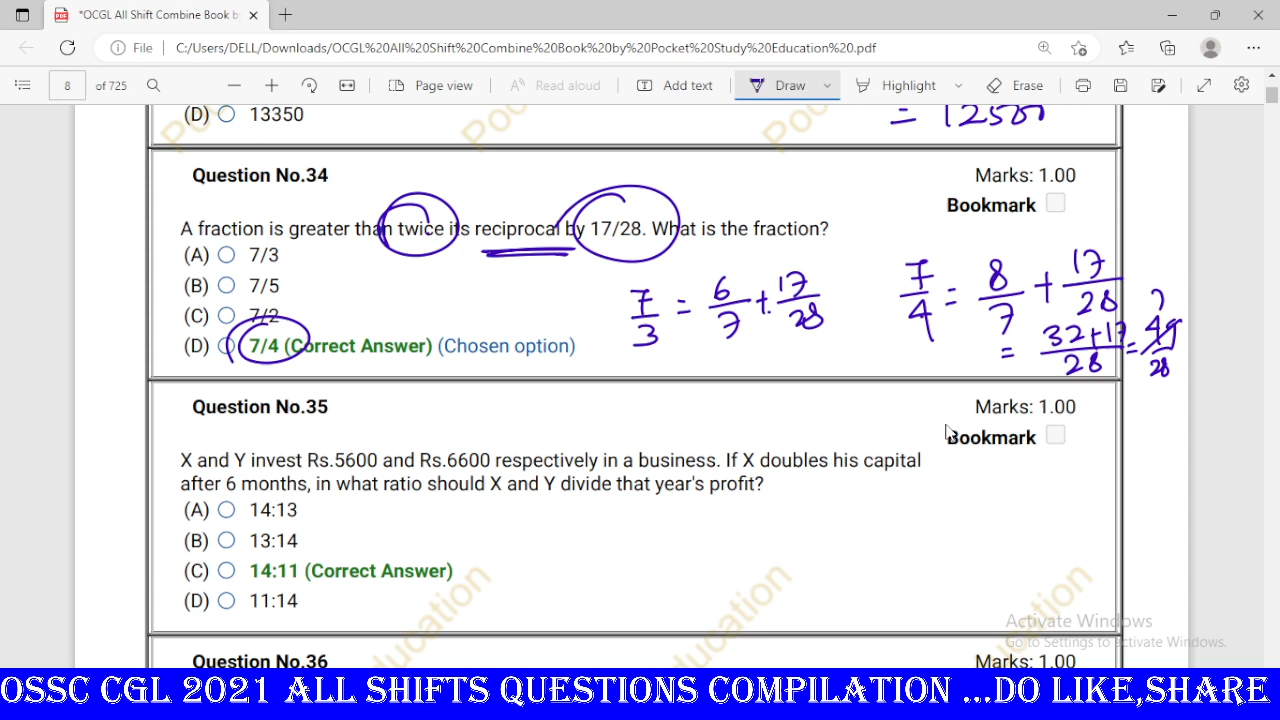 *OCGL All Shift Combine Book by
File C:/Users/DELL/Downloads/OCGL%20All%20Shift%20Combine%20Book%20by%20Pocket%20Study%20Education%20.pdf
8 of 725 Page view Read aloud Add text Draw Highlight Erase
(D) 13350
= 12500
Question No.34 Marks: 1.00
Bookmark
A fraction is greater than twice its reciprocal by 17/28. What is the fraction?
(A) 7/3
(B) 7/5
(C) 7/2
(D) 7/4 (Correct Answer) (Chosen option)
7/3 = 6/7 + 17/28
7/4 = 8/7 + 17/28
= 32+17/28 = 49/28
7
Question No.35 Marks: 1.00
Bookmark
X and Y invest Rs.5600 and Rs.6600 respectively in a business. If X doubles his capital
after 6 months, in what ratio should X and Y divide that year's profit?
(A) 14:13
(B) 13:14
(C) 14:11 (Correct Answer)
(D) 11:14
Education
Education
Education
Activate Windows
Go to Settings to activate Windows.
Question No.36 Marks: 1.00
OSSC CGL 2021 ALL SHIFTS QUESTIONS COMPILATION ...DO LIKE,SHARE